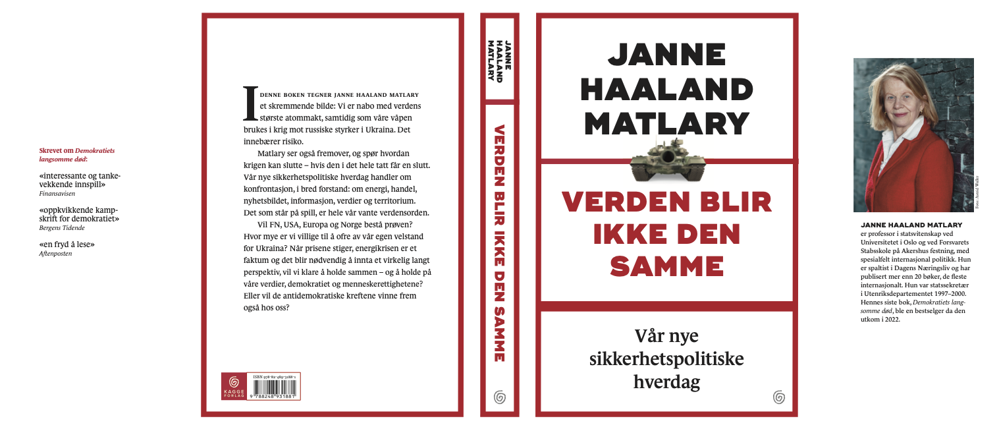 Skrevet om Demokratiets
langsomme død:
«interessante og tanke-
vekkende innspill»
Finansavisen
«oppkvikkende kamp-
skrift for demokratiet»
Bergens Tidende
«en fryd å lese»
Aftenposten
I DENNE BOKEN TEGNER JANNE HAALAND MATLARY
et skremmende bilde: Vi er nabo med verdens
største atommakt, samtidig som våre våpen
brukes i krig mot russiske styrker i Ukraina. Det
innebærer risiko.
Matlary ser også fremover, og spør hvordan
krigen kan slutte – hvis den i det hele tatt får en slutt.
Vår nye sikkerhetspolitiske hverdag handler om
konfrontasjon, i bred forstand: om energi, handel,
nyhetsbildet, informasjon, verdier og territorium.
Det som står på spill, er hele vår vante verdensorden.
Vil FN, USA, Europa og Norge bestå prøven?
Hvor mye er vi villige til å ofre av vår egen velstand
for Ukraina? Når prisene stiger, energikrisen er et
faktum og det blir nødvendig å innta et virkelig langt
perspektiv, vil vi klare å holde sammen – og å holde på
våre verdier, demokratiet og menneskerettighetene?
Eller vil de antidemokratiske kreftene vinne frem
også hos oss?
KAGGE
FORLAG
ISBN 978-82-489-3188-1
9 788248 931881
JANNE
HAALAND
MATLARY
VERDEN BLIR IKKE DEN SAMME
JANNE
HAALAND
MATLARY
VERDEN BLIR
IKKE DEN
SAMME
Vår nye
sikkerhetspolitiske
hverdag
Foto: Astrid Waller
JANNE HAALAND MATLARY
er professor i statsvitenskap ved
Universitetet i Oslo og ved Forsvarets
Stabsskole på Akershus festning, med
spesialfelt internasjonal politikk. Hun
er spaltist i Dagens Næringsliv og har
publisert mer enn 20 bøker, de fleste
internasjonalt. Hun var statssekretær
i Utenriksdepartementet 1997–2000.
Hennes siste bok, Demokratiets lang-
somme død, ble en bestselger da den
utkom i 2022.